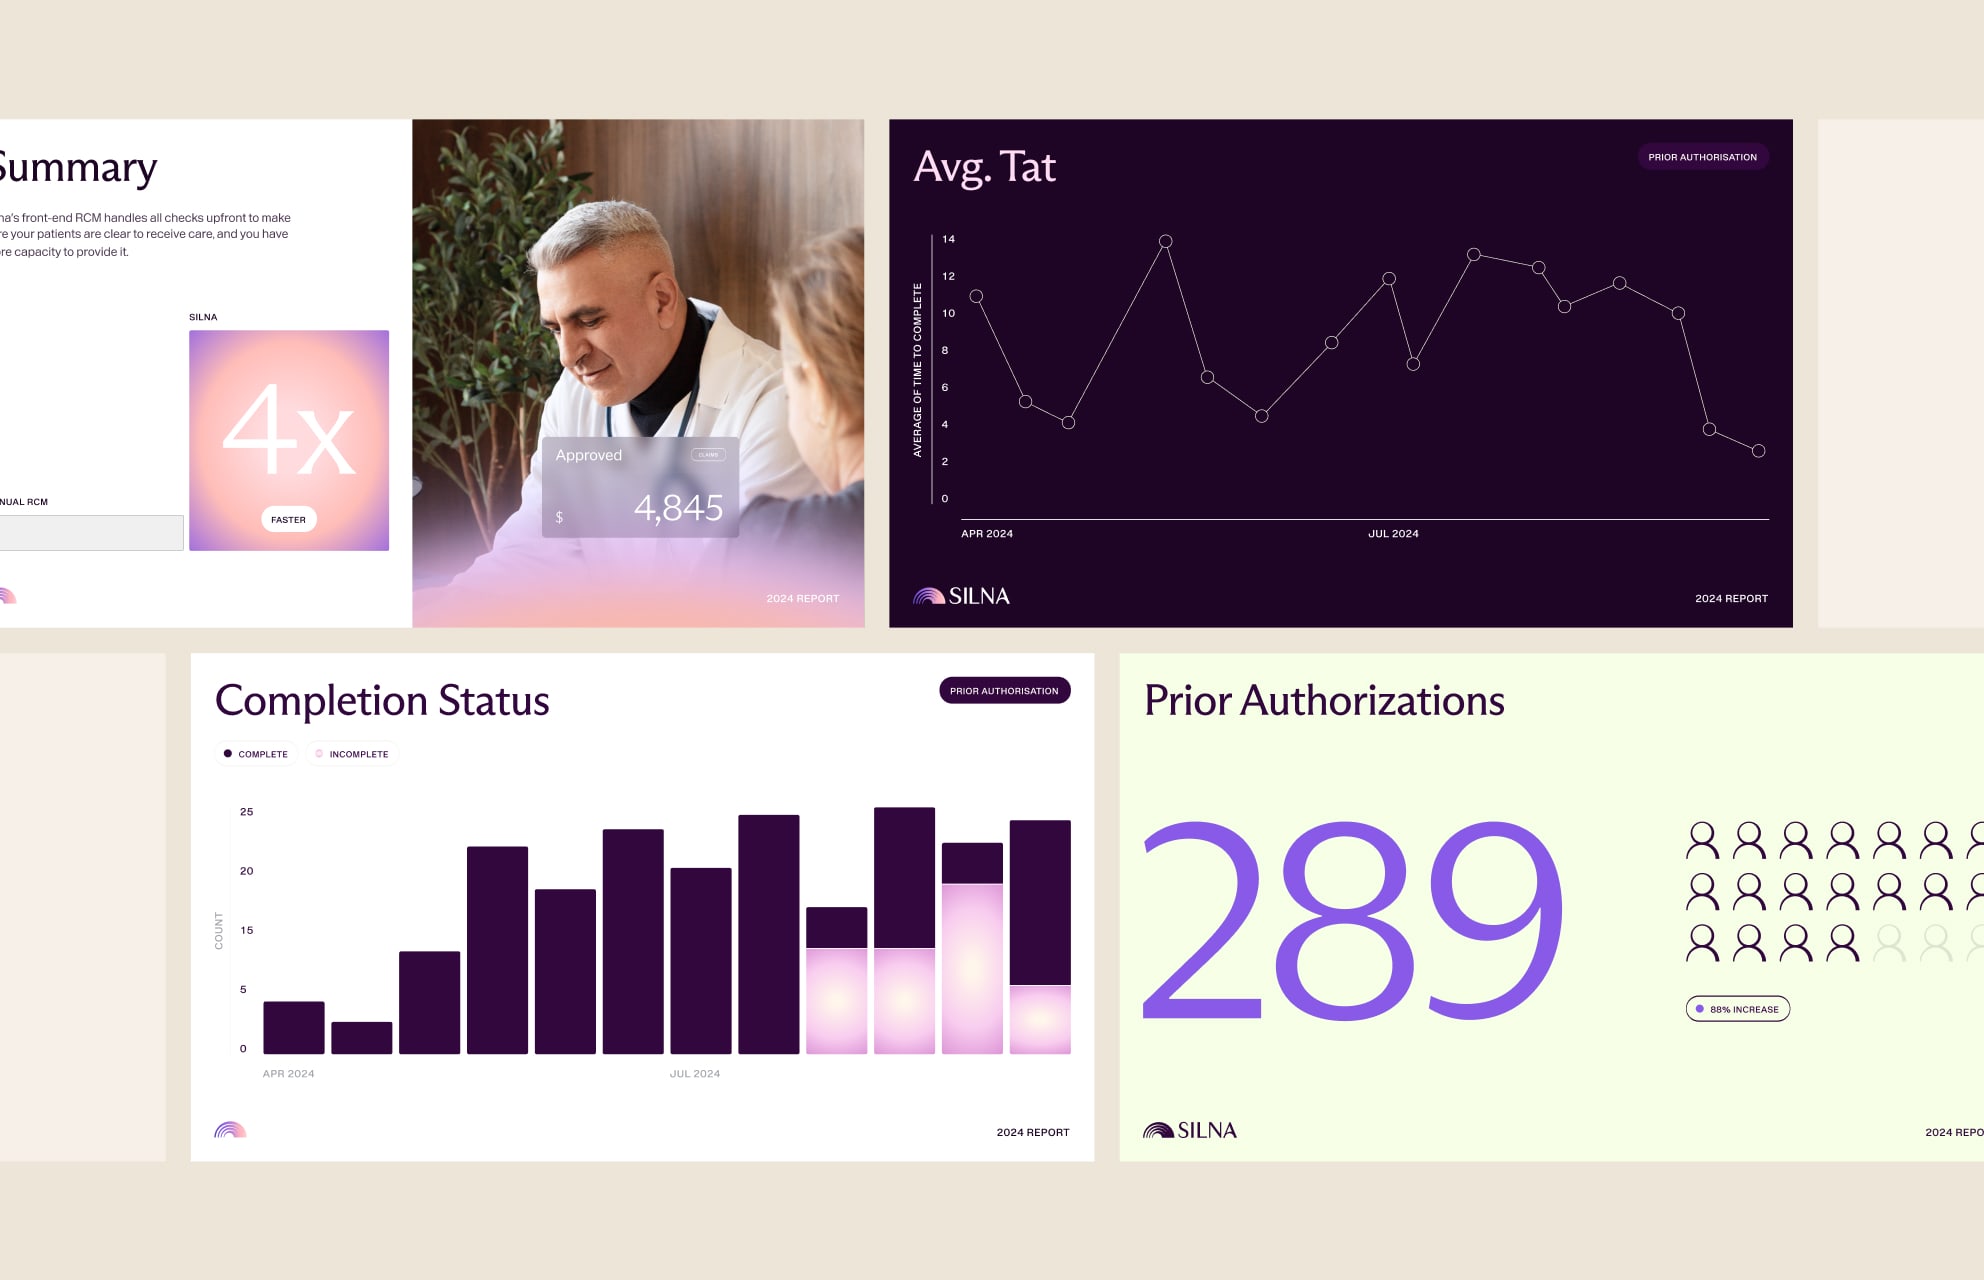 Summary
na's front-end RCM handles all checks upfront to make
re your patients are clear to receive care, and you have
re capacity to provide it.
SILNA
4x
FASTER
NUAL RCM
Approved
CLAIMS
$
4,845
2024 REPORT
Avg. Tat
PRIOR AUTHORISATION
AVERAGE OF TIME TO COMPLETE
14
12
10
8
6
4
2
0
APR 2024
JUL 2024
SILNA
2024 REPORT
Completion Status
PRIOR AUTHORISATION
COMPLETE
INCOMPLETE
COUNT
25
20
15
5
0
APR 2024
JUL 2024
2024 REPORT
Prior Authorizations
289
88% INCREASE
SILNA
2024 REPO